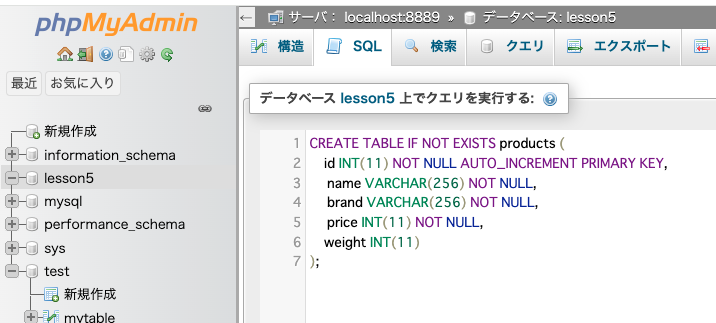 phpMyAdmin
最近 お気に入り
新規作成
information_schema
lesson5
mysql
performance_schema
sys
test
新規作成
mytable
サーバ： localhost:8889 » データベース: lesson5
構造 SQL 検索 クエリ エクスポート
データベース lesson5 上でクエリを実行する:
1 CREATE TABLE IF NOT EXISTS products (
2 id INT(11) NOT NULL AUTO_INCREMENT PRIMARY KEY,
3 name VARCHAR(256) NOT NULL,
4 brand VARCHAR(256) NOT NULL,
5 price INT(11) NOT NULL,
6 weight INT(11)
7 );